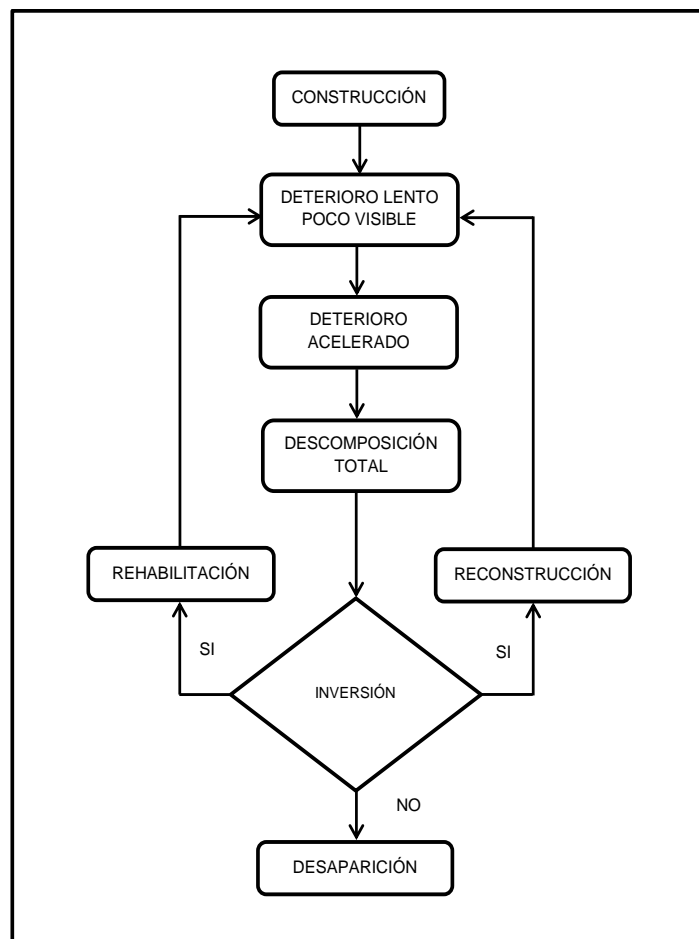 CONSTRUCCIÓN
DETERIORO LENTO
POCO VISIBLE
DETERIORO
ACELERADO
DESCOMPOSICIÓN
TOTAL
REHABILITACIÓN
RECONSTRUCCIÓN
SI
SI
INVERSIÓN
NO
DESAPARICIÓN